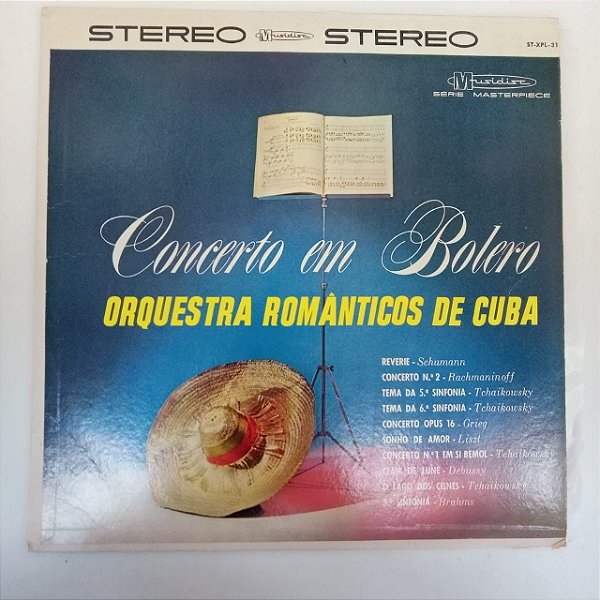 STEREO Musidisc STEREO
ST-XPL-31
Musidisc
SÉRIE MASTERPIECE
Concerto em Bolero
ORQUESTRA ROMÂNTICOS DE CUBA
REVERIE - Schumann
CONCERTO N.º 2 - Rachmaninoff
TEMA DA 5.ª SINFONIA - Tchaikowsky
TEMA DA 6.ª SINFONIA - Tchaikowsky
CONCERTO OPUS 16 - Grieg
SONHO DE AMOR - Liszt
CONCERTO N.º 1 EM SI BEMOL - Tchaikowsky
CLAIR DE LUNE - Debussy
O LAGO DOS CISNES - Tchaikowsky
3.ª SINFONIA - Brahms